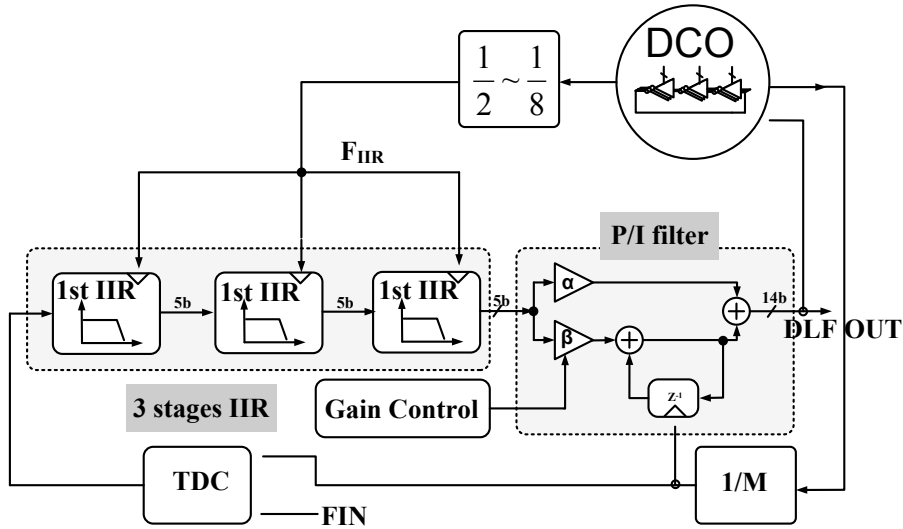 DCO
1/2 ~ 1/8
F_IIR
P/I filter
1st IIR
5b
1st IIR
5b
1st IIR
5b
α
14b
DLF OUT
β
Z⁻¹
3 stages IIR
Gain Control
TDC
1/M
FIN